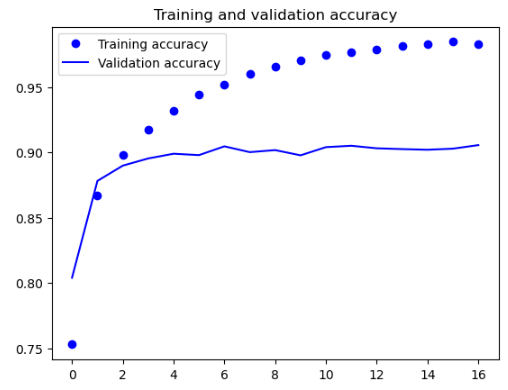 Training and validation accuracy
Training accuracy
Validation accuracy
0.95
0.90
0.85
0.80
0.75
0 2 4 6 8 10 12 14 16